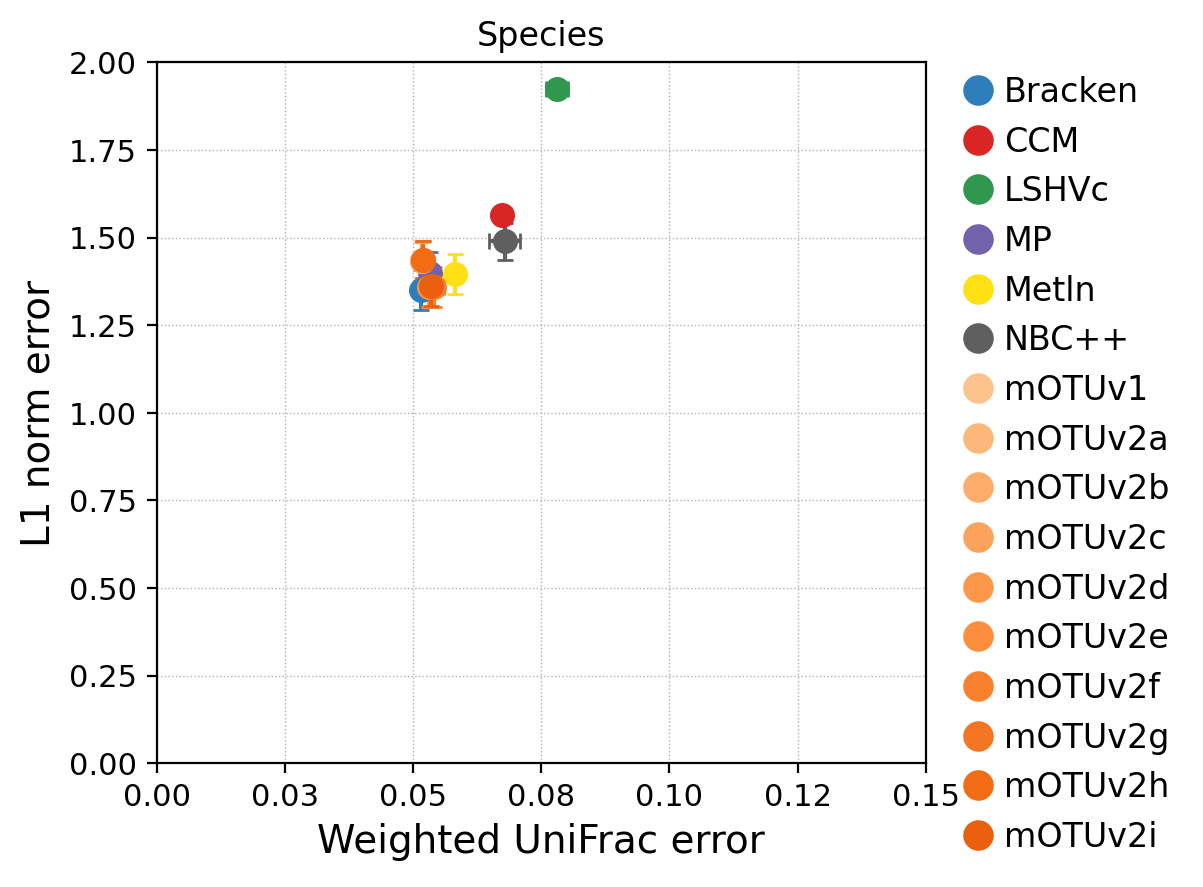 Species
L1 norm error
2.00
1.75
1.50
1.25
1.00
0.75
0.50
0.25
0.00
0.00 0.03 0.05 0.08 0.10 0.12 0.15
Weighted UniFrac error
Bracken
CCM
LSHVc
MP
Metln
NBC++
mOTUv1
mOTUv2a
mOTUv2b
mOTUv2c
mOTUv2d
mOTUv2e
mOTUv2f
mOTUv2g
mOTUv2h
mOTUv2i